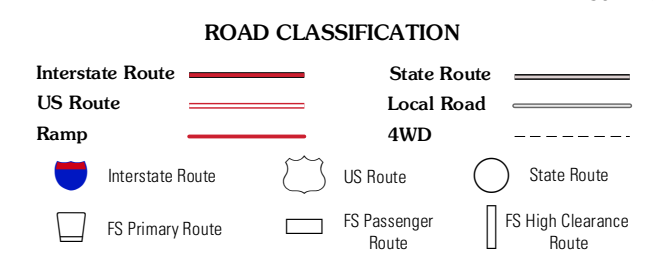 ROAD CLASSIFICATION
Interstate Route
State Route
US Route
Local Road
Ramp
4WD
Interstate Route
US Route
State Route
FS Primary Route
FS Passenger
Route
FS High Clearance
Route